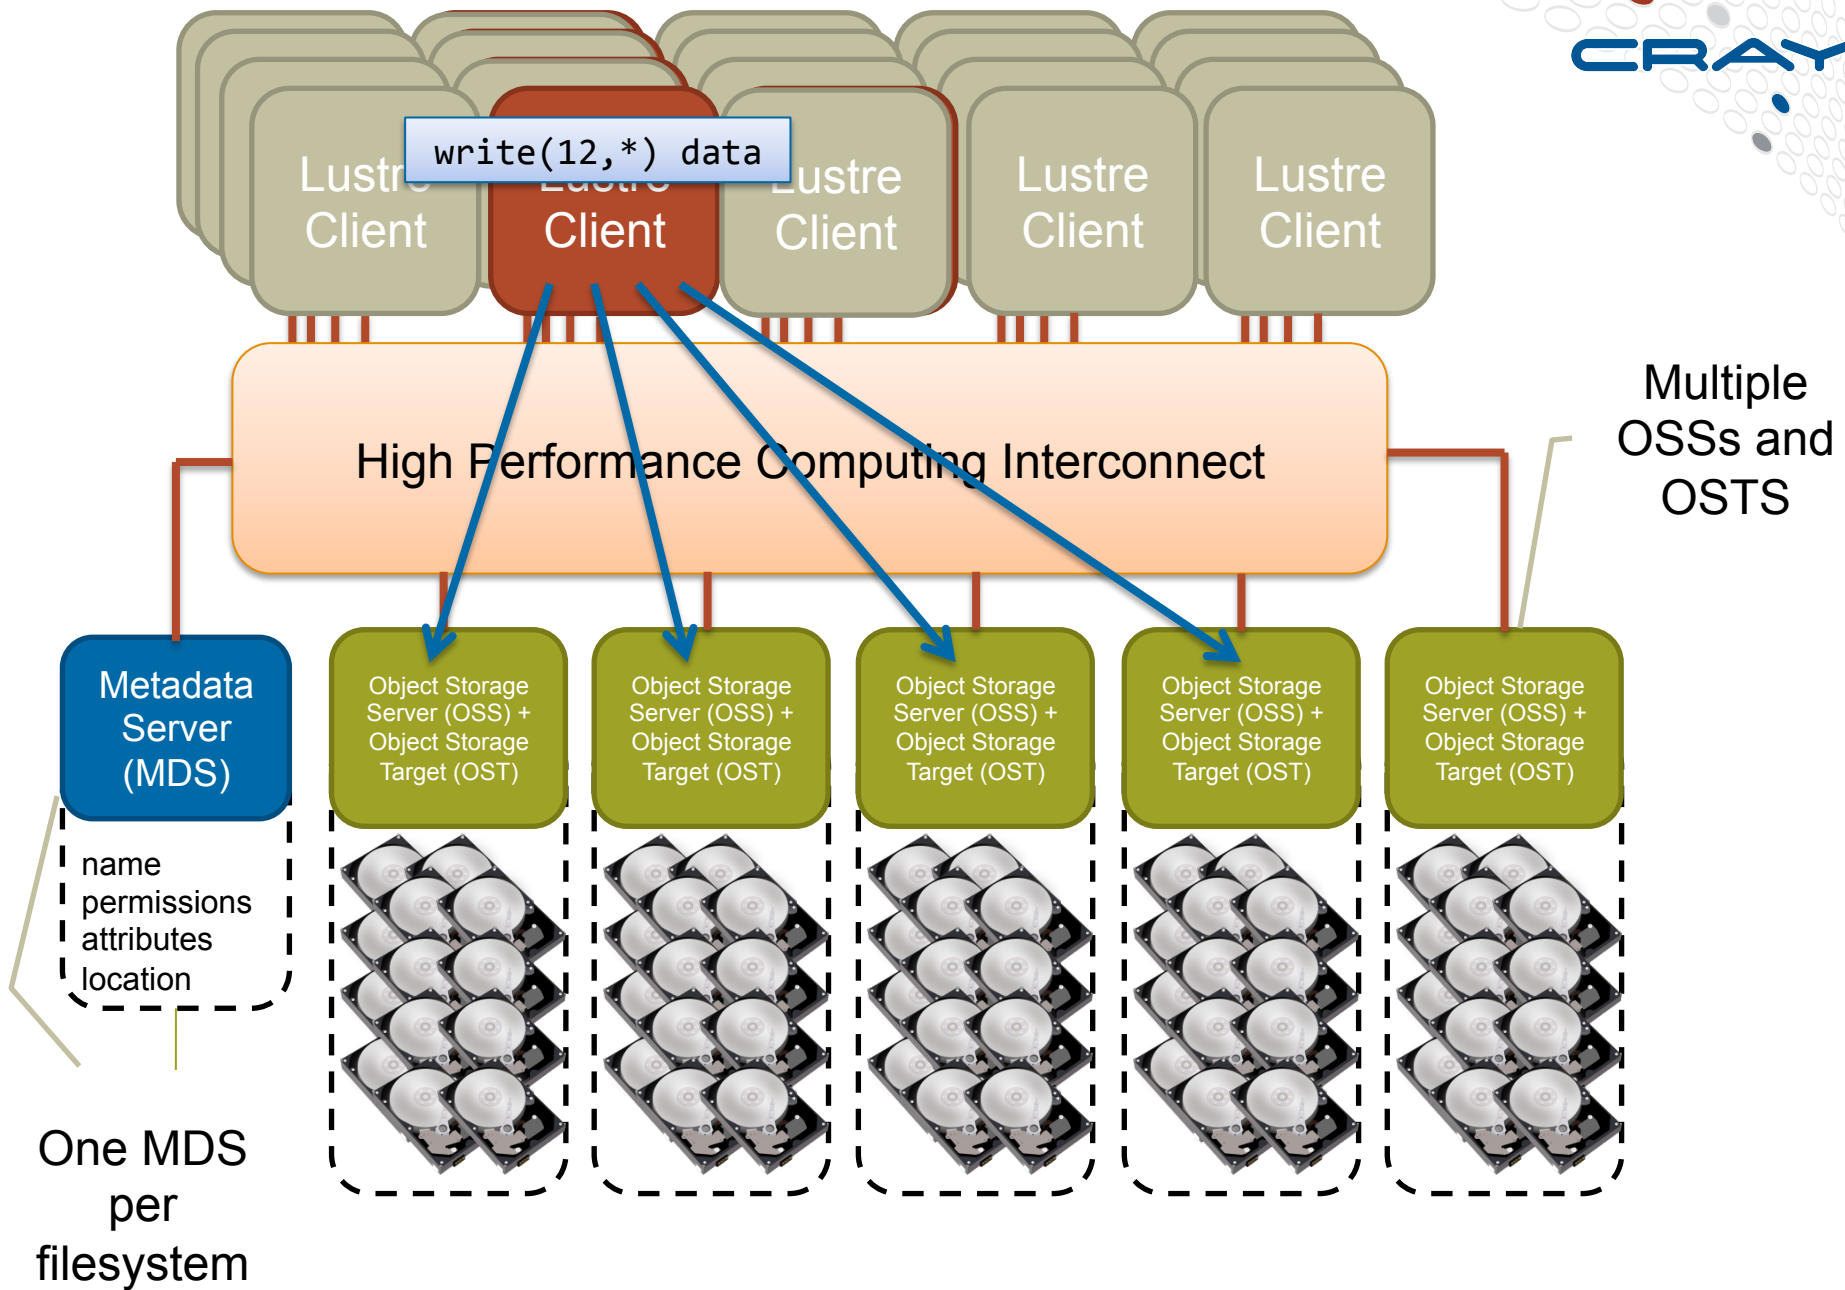 CRAY
write(12,*) data
Lustre
Client
Lustre
Client
Lustre
Client
Lustre
Client
Lustre
Client
High Performance Computing Interconnect
Multiple
OSSs and
OSTS
Metadata
Server
(MDS)
Object Storage
Server (OSS) +
Object Storage
Target (OST)
Object Storage
Server (OSS) +
Object Storage
Target (OST)
Object Storage
Server (OSS) +
Object Storage
Target (OST)
Object Storage
Server (OSS) +
Object Storage
Target (OST)
Object Storage
Server (OSS) +
Object Storage
Target (OST)
name
permissions
attributes
location
One MDS
per
filesystem